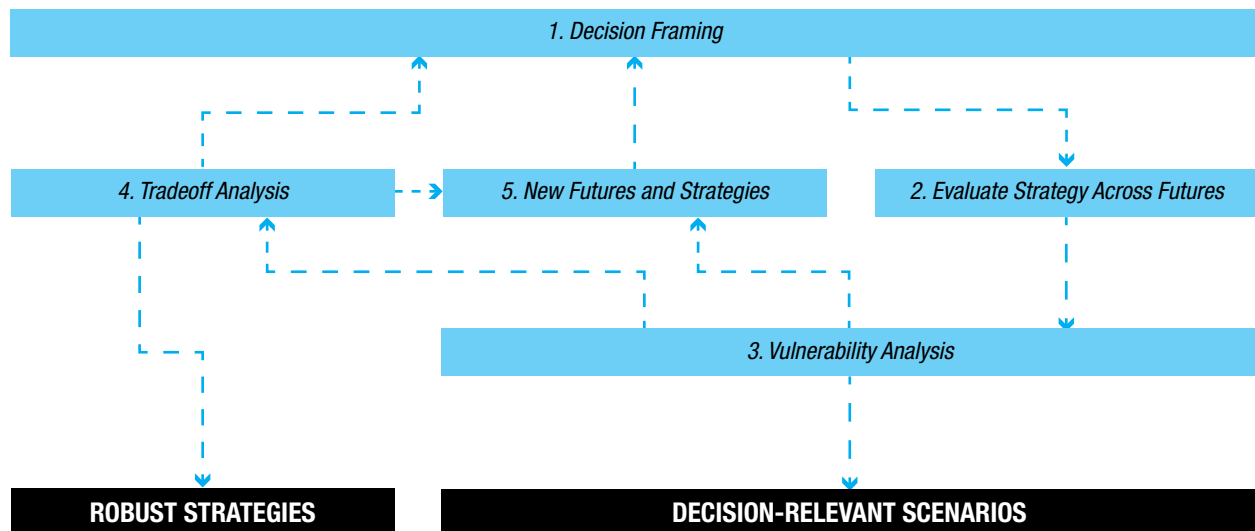 1. Decision Framing
4. Tradeoff Analysis
5. New Futures and Strategies
2. Evaluate Strategy Across Futures
3. Vulnerability Analysis
ROBUST STRATEGIES
DECISION-RELEVANT SCENARIOS